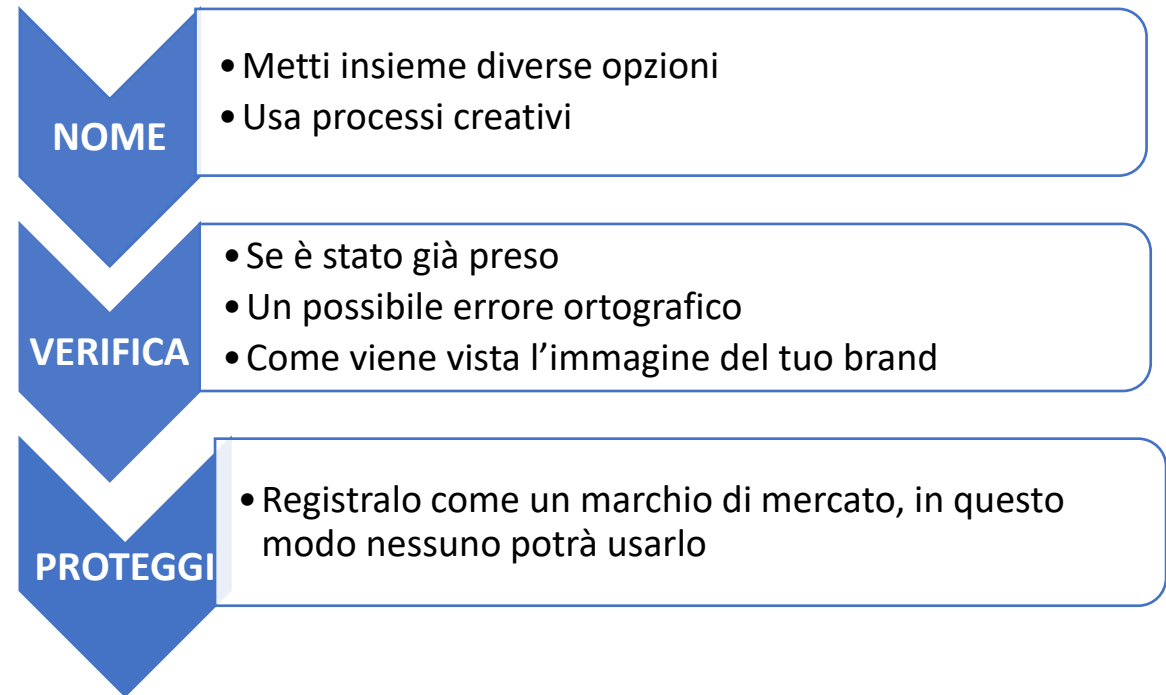 NOME
• Metti insieme diverse opzioni
• Usa processi creativi
VERIFICA
• Se è stato già preso
• Un possibile errore ortografico
• Come viene vista l’immagine del tuo brand
PROTEGGI
• Registralo come un marchio di mercato, in questo
modo nessuno potrà usarlo